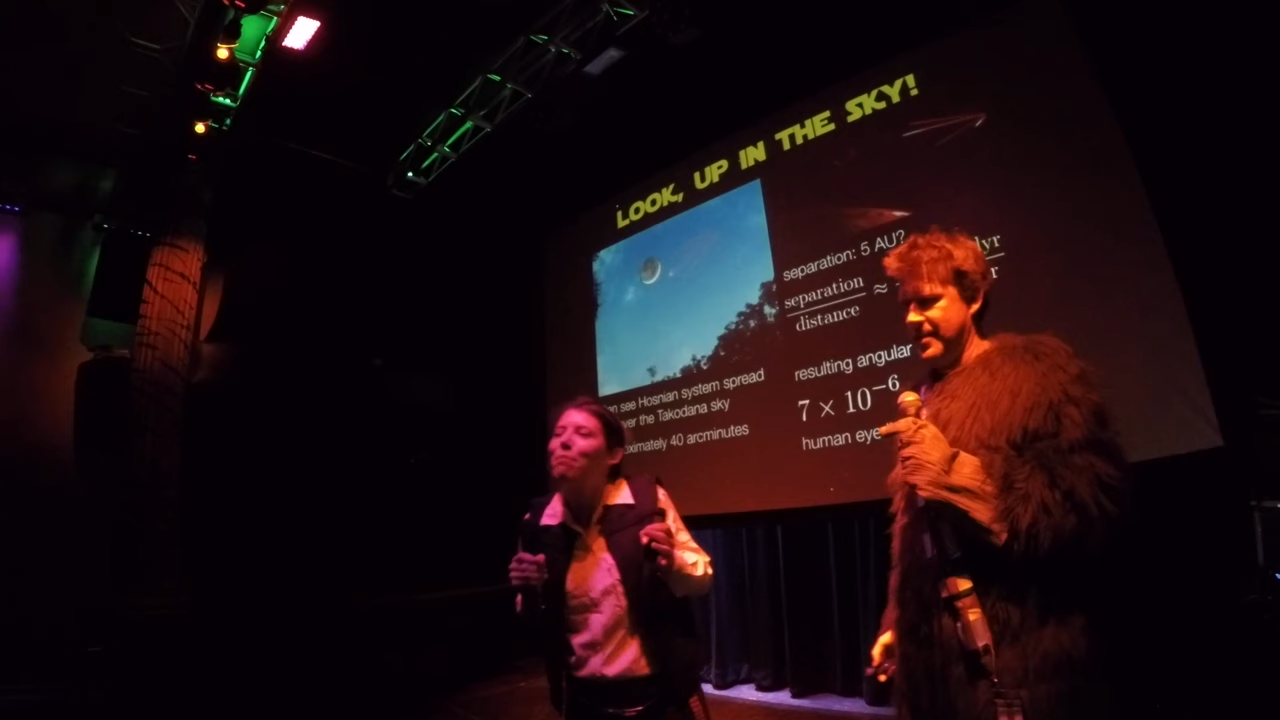 LOOK, UP IN THE SKY!
see Hosnian system spread
the Takodana sky
40 arcminutes
separation: 5 AU?
separation
distance
≈
lyr
resulting angular
7 × 10⁻⁶
human eye